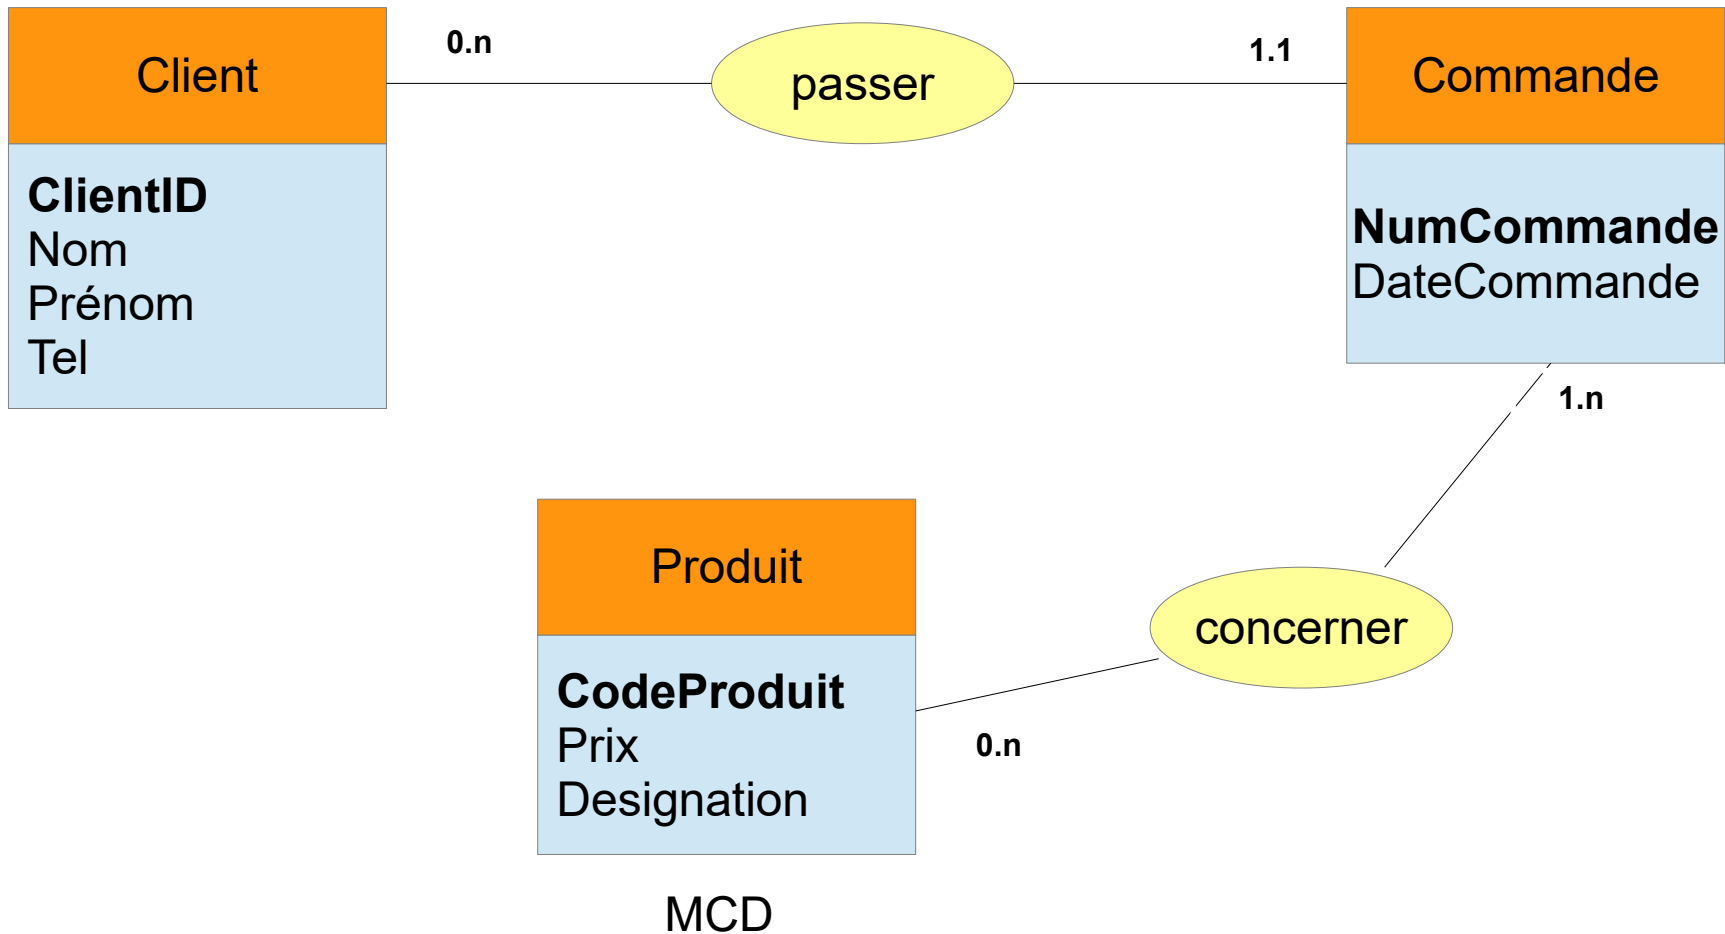 Client
0.n
passer
1.1
Commande
ClientID
Nom
Prénom
Tel
NumCommande
DateCommande
1.n
Produit
concerner
CodeProduit
Prix
Designation
0.n
MCD